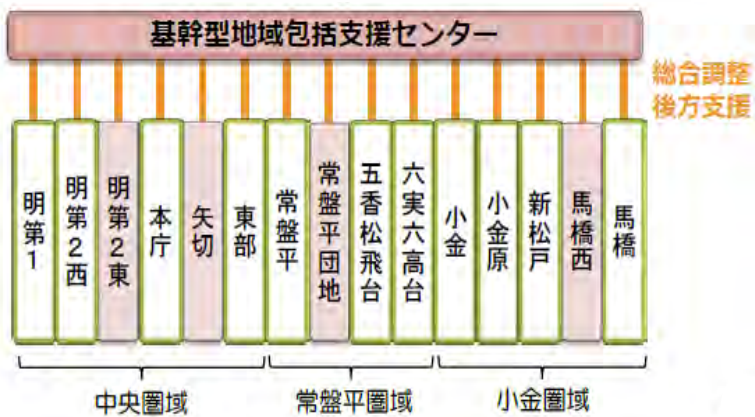 基幹型地域包括支援センター
総合調整
後方支援
明第1
明第2西
明第2東
本庁
矢切
東部
常盤平
常盤平団地
五香松飛台
六実六高台
小金
小金原
新松戸
馬橋西
馬橋
中央圏域
常盤平圏域
小金圏域